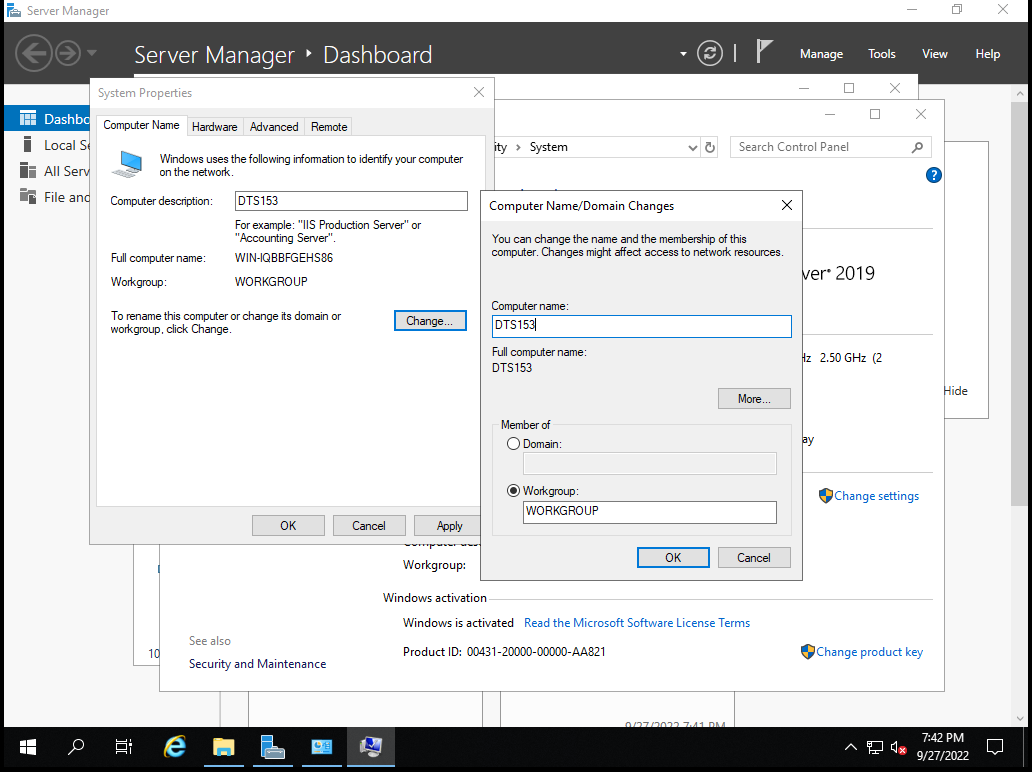 Server Manager
Server Manager ‣ Dashboard
Manage Tools View Help
System Properties
Dashbo
Local Se
All Serv
File and
Computer Name Hardware Advanced Remote
Windows uses the following information to identify your computer
on the network.
Computer description: DTS153
For example: "IIS Production Server" or
"Accounting Server".
Full computer name: WIN-IQBBFGEHS86
Workgroup: WORKGROUP
To rename this computer or change its domain or
workgroup, click Change.
Change...
OK Cancel Apply
ity › System
Search Control Panel
?
Computer Name/Domain Changes
You can change the name and the membership of this
computer. Changes might affect access to network resources.
Computer name:
DTS153
Full computer name:
DTS153
More...
Member of
Domain:
Workgroup:
WORKGROUP
OK Cancel
ver® 2019
Hz 2.50 GHz (2
Hide
ay
Change settings
Workgroup:
Windows activation
Windows is activated Read the Microsoft Software License Terms
Product ID: 00431-20000-00000-AA821
Change product key
See also
Security and Maintenance
10
9/27/2022 7:41 PM
7:42 PM
9/27/2022